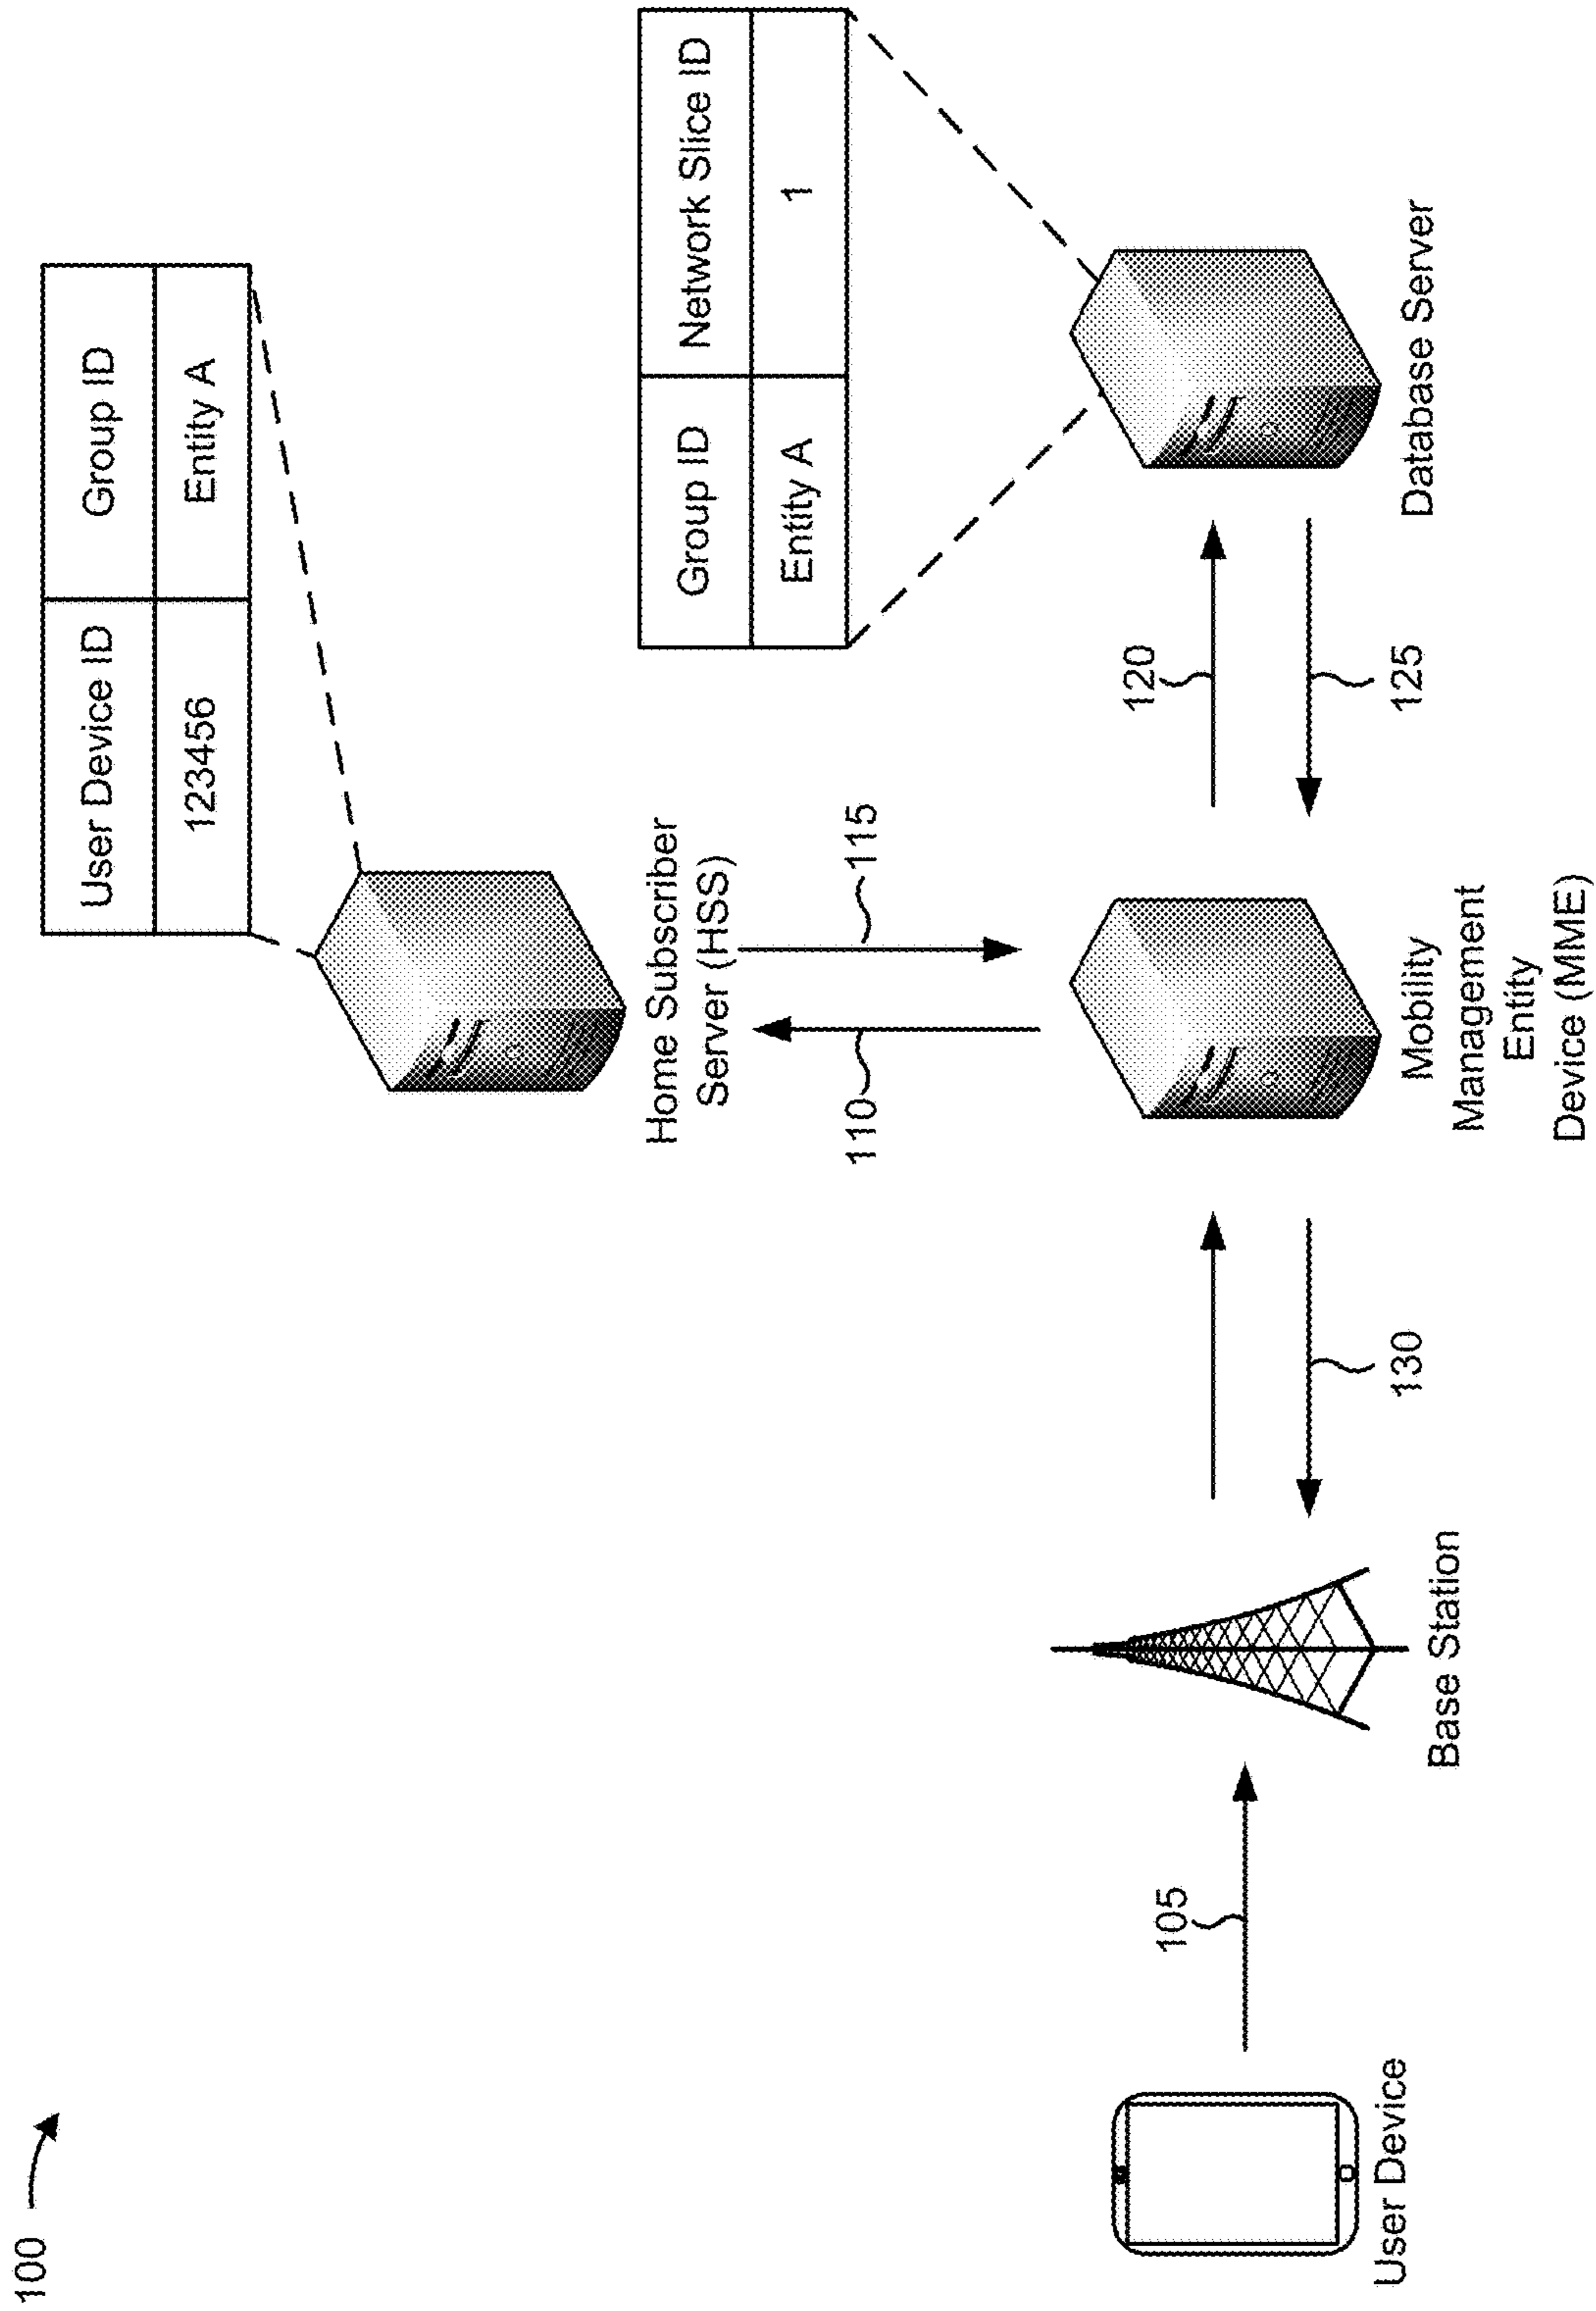 100
User Device ID
Group ID
123456
Entity A
Home Subscriber
Server (HSS)
Group ID
Network Slice ID
Entity A
1
110
115
105
120
125
130
User Device
Base Station
Mobility
Management
Entity
Device (MME)
Database Server